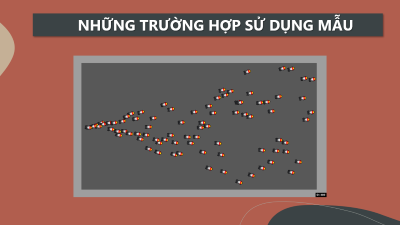 NHỮNG TRƯỜNG HỢP SỬ DỤNG MẪU